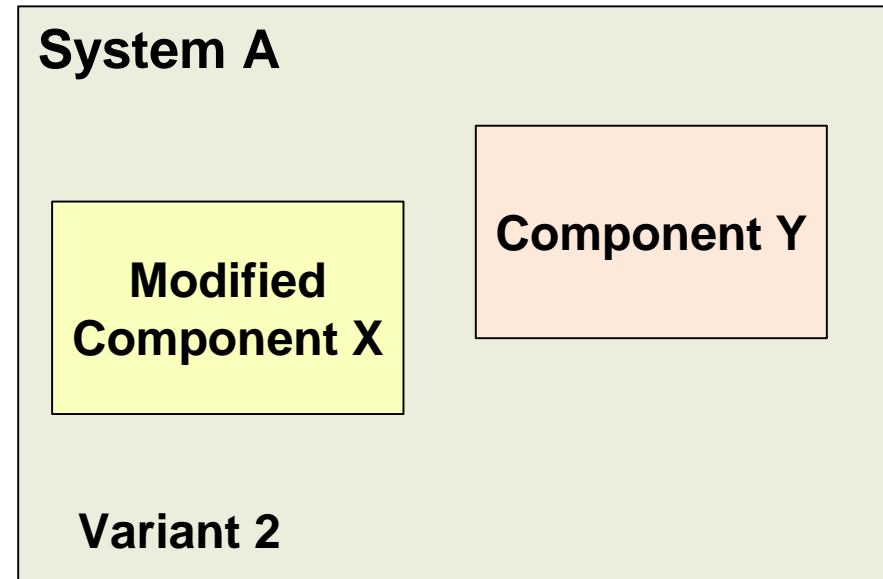 System A
Component Y
Modified
Component X
Variant 2